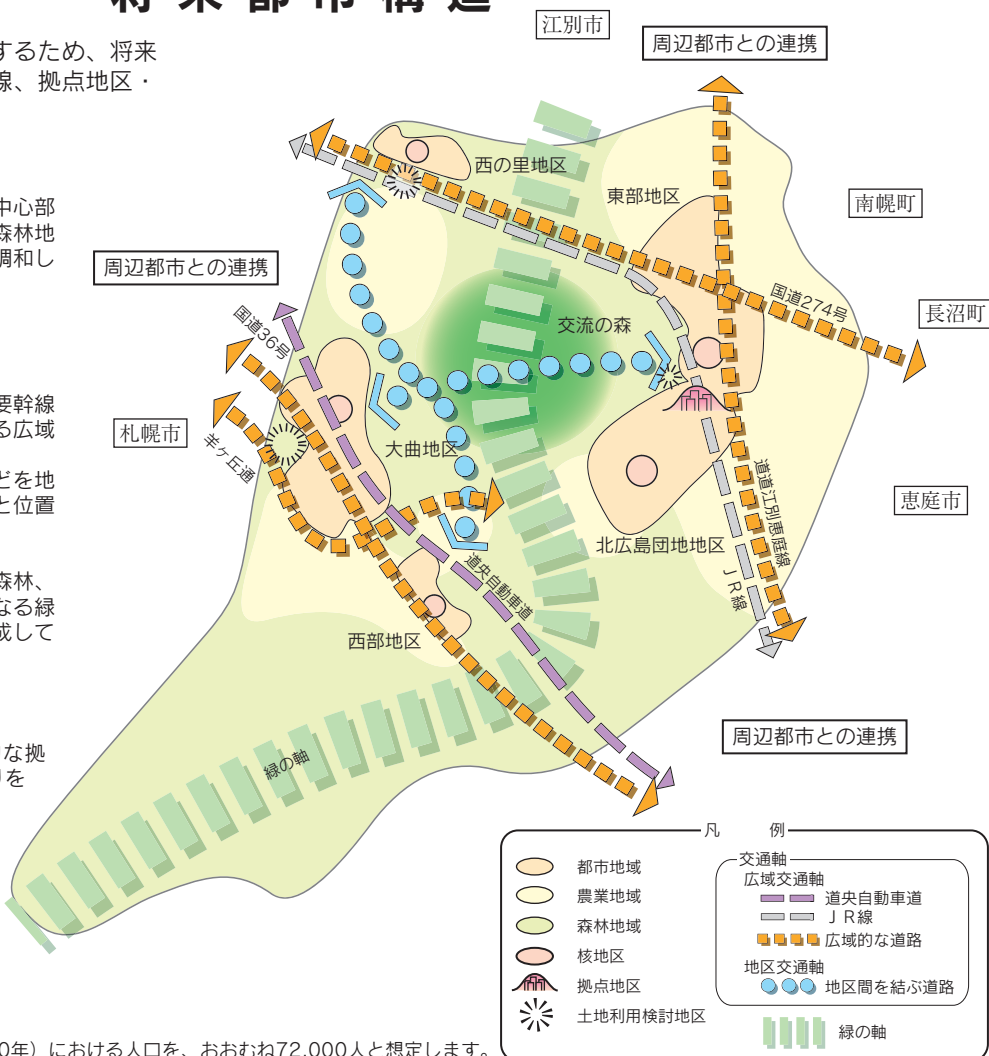 将来都市構造
するため、将来
線、拠点地区・
中心部
森林地
調和し
要幹線
る広域
どを地
と位置
森林、
なる緑
成して
な拠
りを
江別市
周辺都市との連携
西の里地区
東部地区
南幌町
周辺都市との連携
国道274号
長沼町
国道36号
交流の森
札幌市
羊ケ丘通
大曲地区
道道江別恵庭線
恵庭市
北広島団地地区
JR線
道央自動車道
西部地区
周辺都市との連携
緑の軸
凡 例
都市地域
農業地域
森林地域
核地区
拠点地区
土地利用検討地区
交通軸
広域交通軸
道央自動車道
JR線
広域的な道路
地区交通軸
地区間を結ぶ道路
緑の軸
0年)における人口を、おおむね72,000人と想定します。